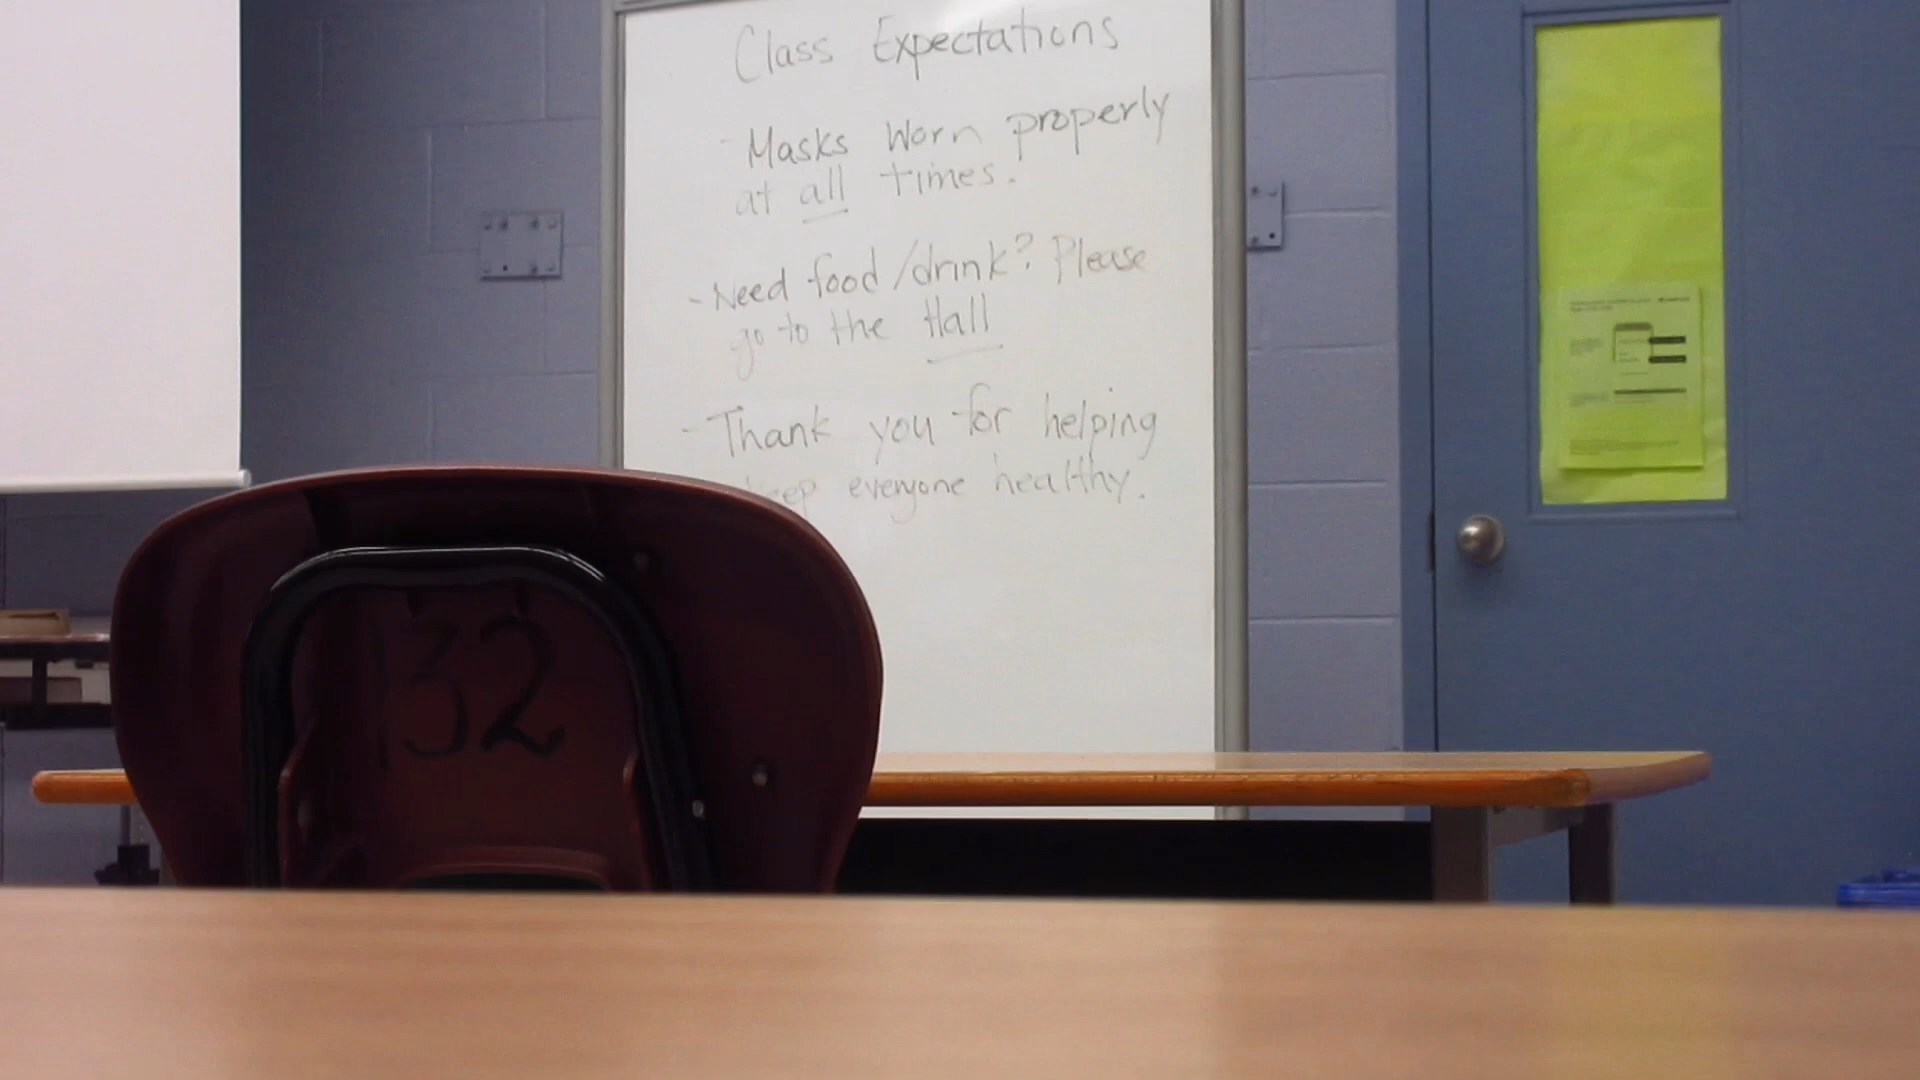 Class Expectations
- Masks Worn properly
at all times.
- Need food/drink? Please
go to the Hall
- Thank you for helping
keep everyone healthy.
132